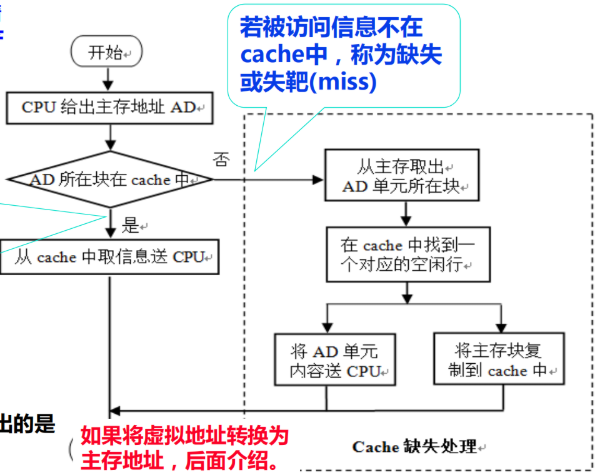 若被访问信息不在
cache中，称为缺失
或失靶(miss)
开始
CPU 给出主存地址 AD
AD 所在块在 cache 中
否
是
从 cache 中取信息送 CPU
从主存取出
AD 单元所在块
在 cache 中找到一
个对应的空闲行
将 AD 单元
内容送 CPU
将主存块复
制到 cache 中
出的是
（
如果将虚拟地址转换为
主存地址，后面介绍。
Cache 缺失处理